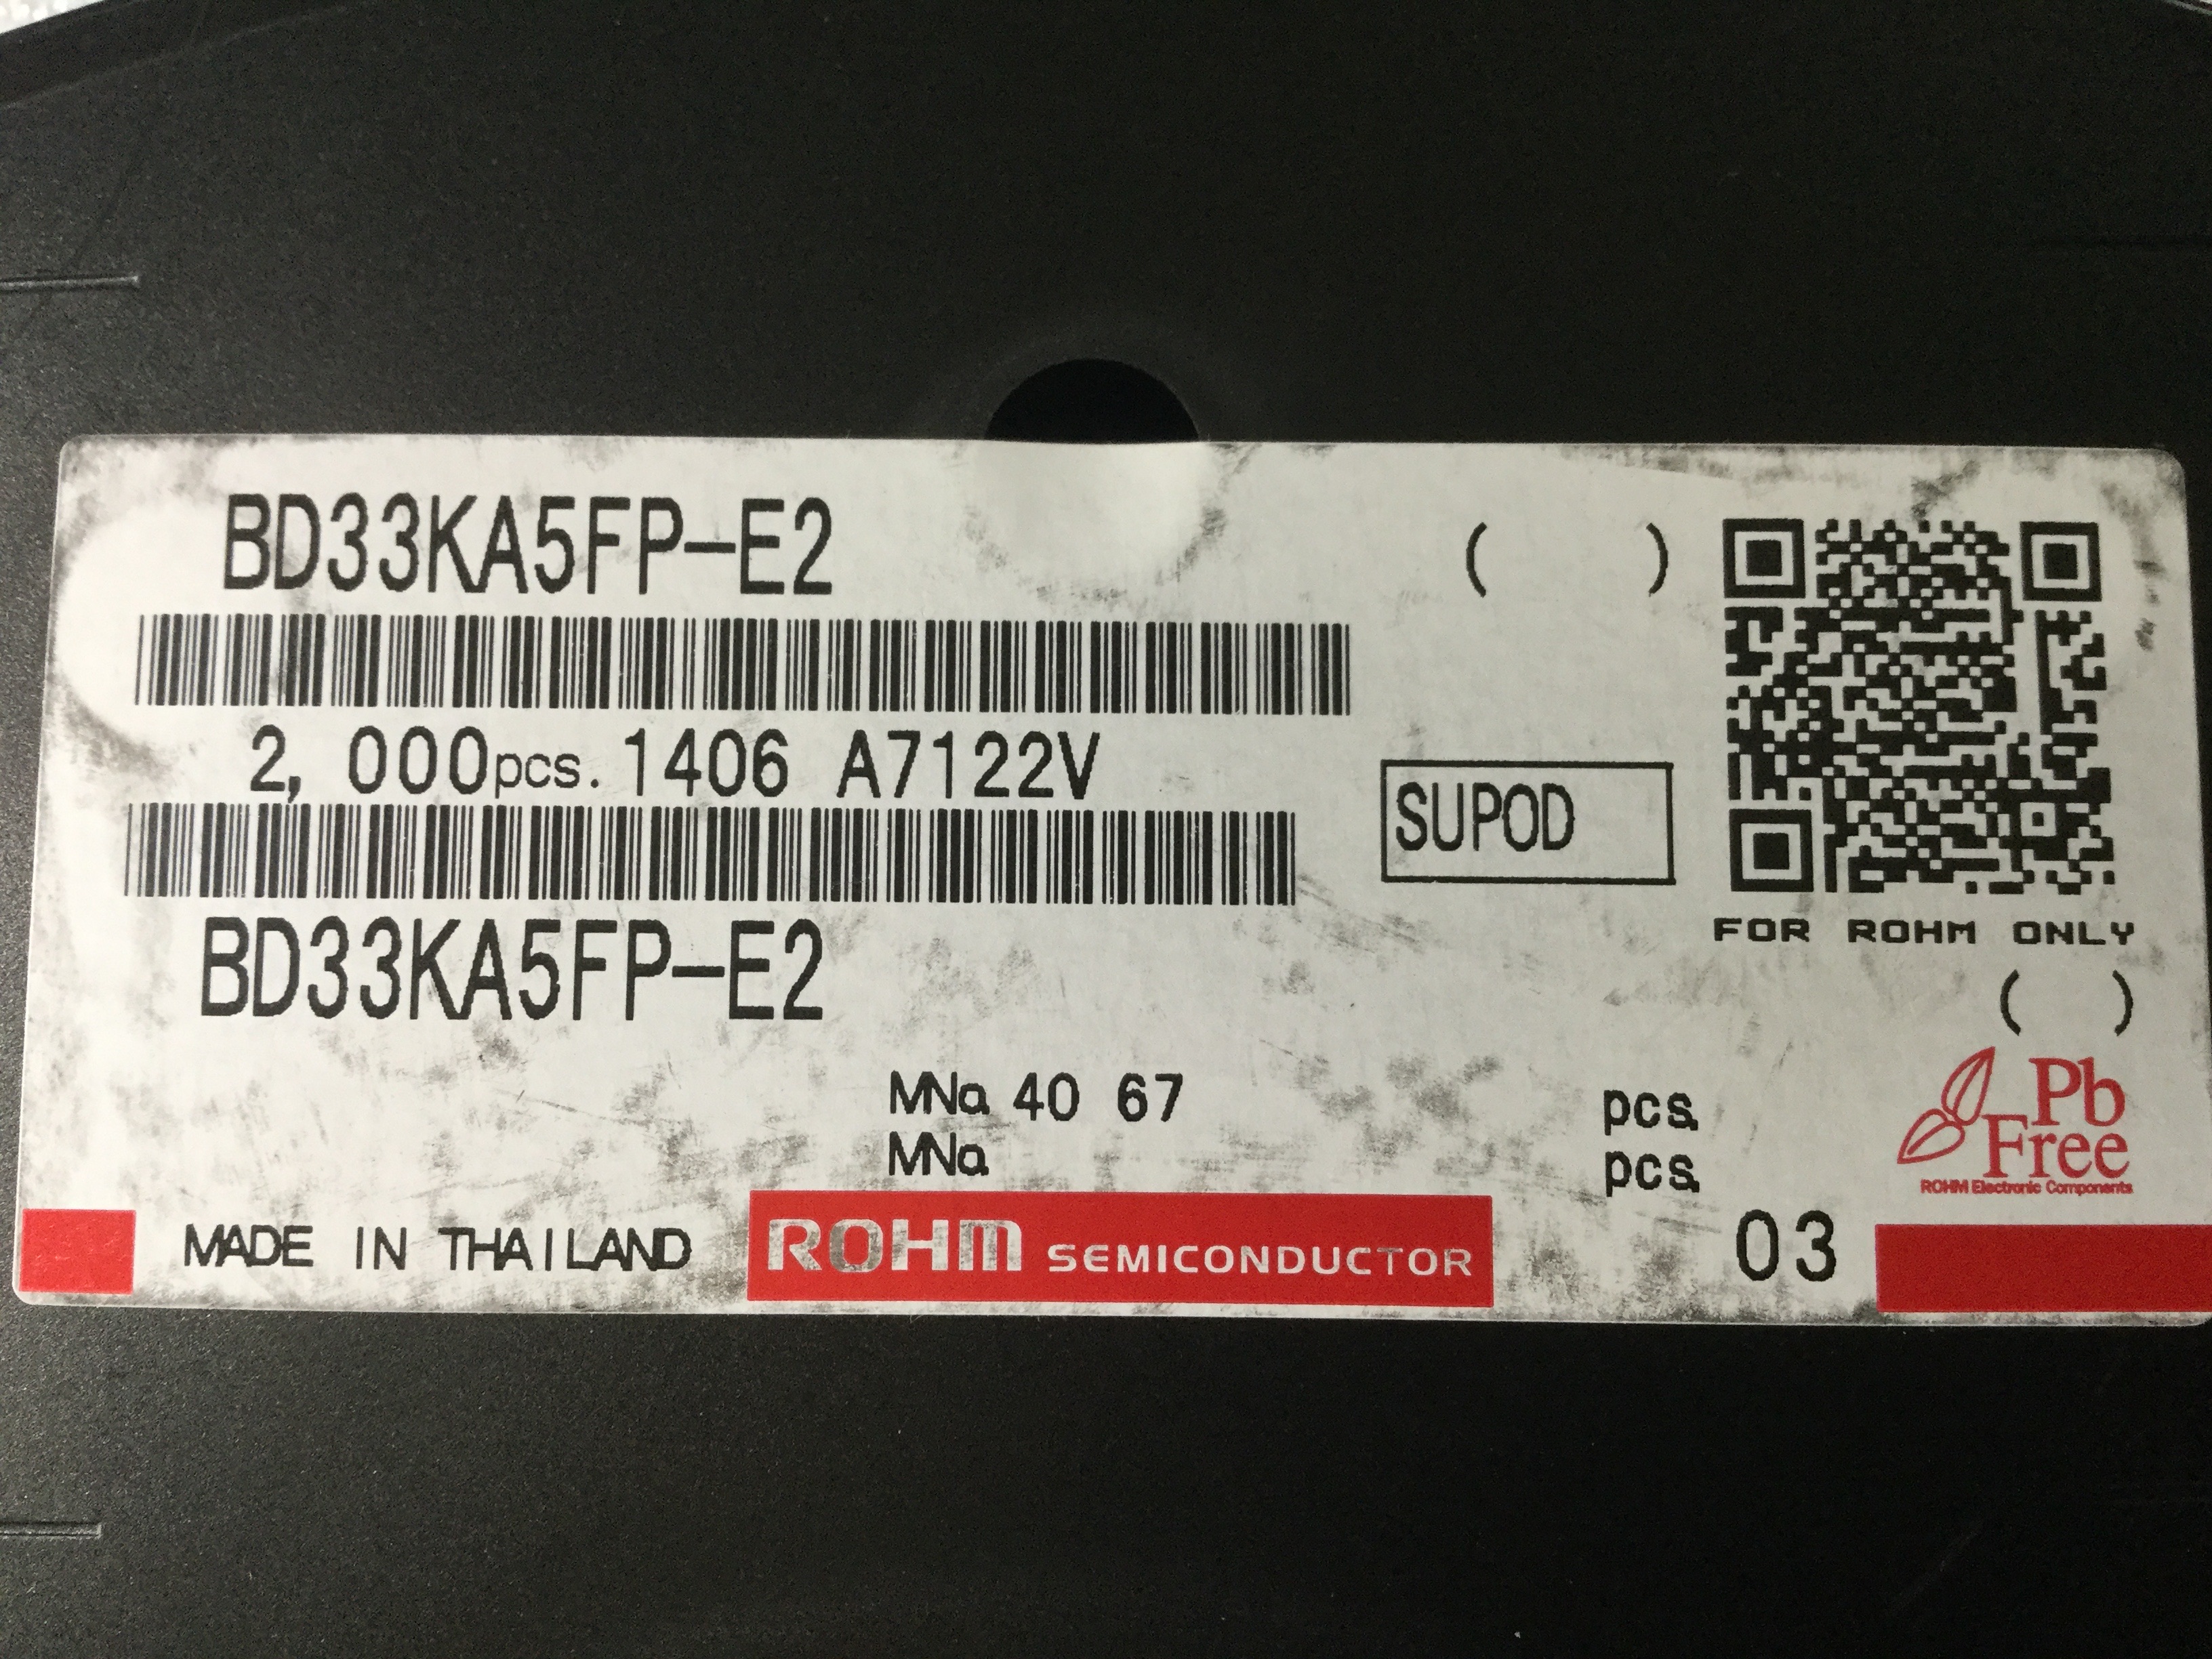 BD33KA5FP-E2 ( )
2, 000pcs. 1406 A7122V
SUPOD
FOR ROHM ONLY
BD33KA5FP-E2
( )
MNo. 40 67 pcs.
MNo. pcs.
Pb
Free
ROHM Electronic Components
MADE IN THAILAND
ROHM SEMICONDUCTOR
03